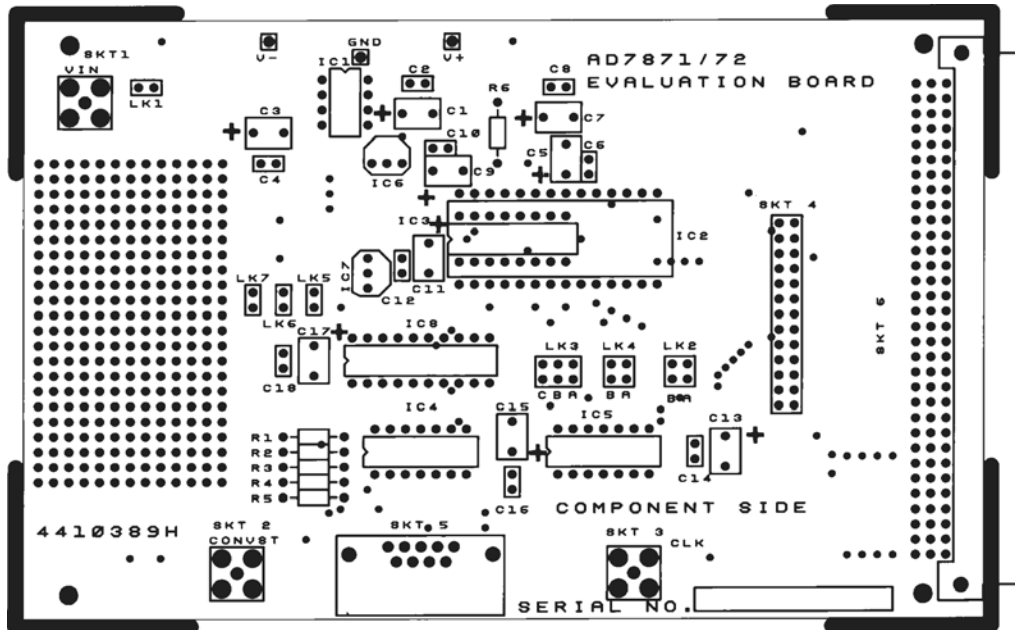 SKT1
VIN
LK1
V-
GND
V+
IC1
C2
C8
AD7871/72
EVALUATION BOARD
R6
C3
C1
C7
C10
C5
C6
C4
IC6
C9
SKT 4
IC3
IC2
LK7
LK5
IC7
C12
C11
LK6
C17
IC8
SKT 6
LK3
LK4
LK2
C18
CBA
BA
BA
IC4
C15
IC5
C13
R1
R2
R3
R4
R5
C14
C16
COMPONENT SIDE
4410389H
SKT 2
CONVST
SKT 5
SKT 3
CLK
SERIAL NO.